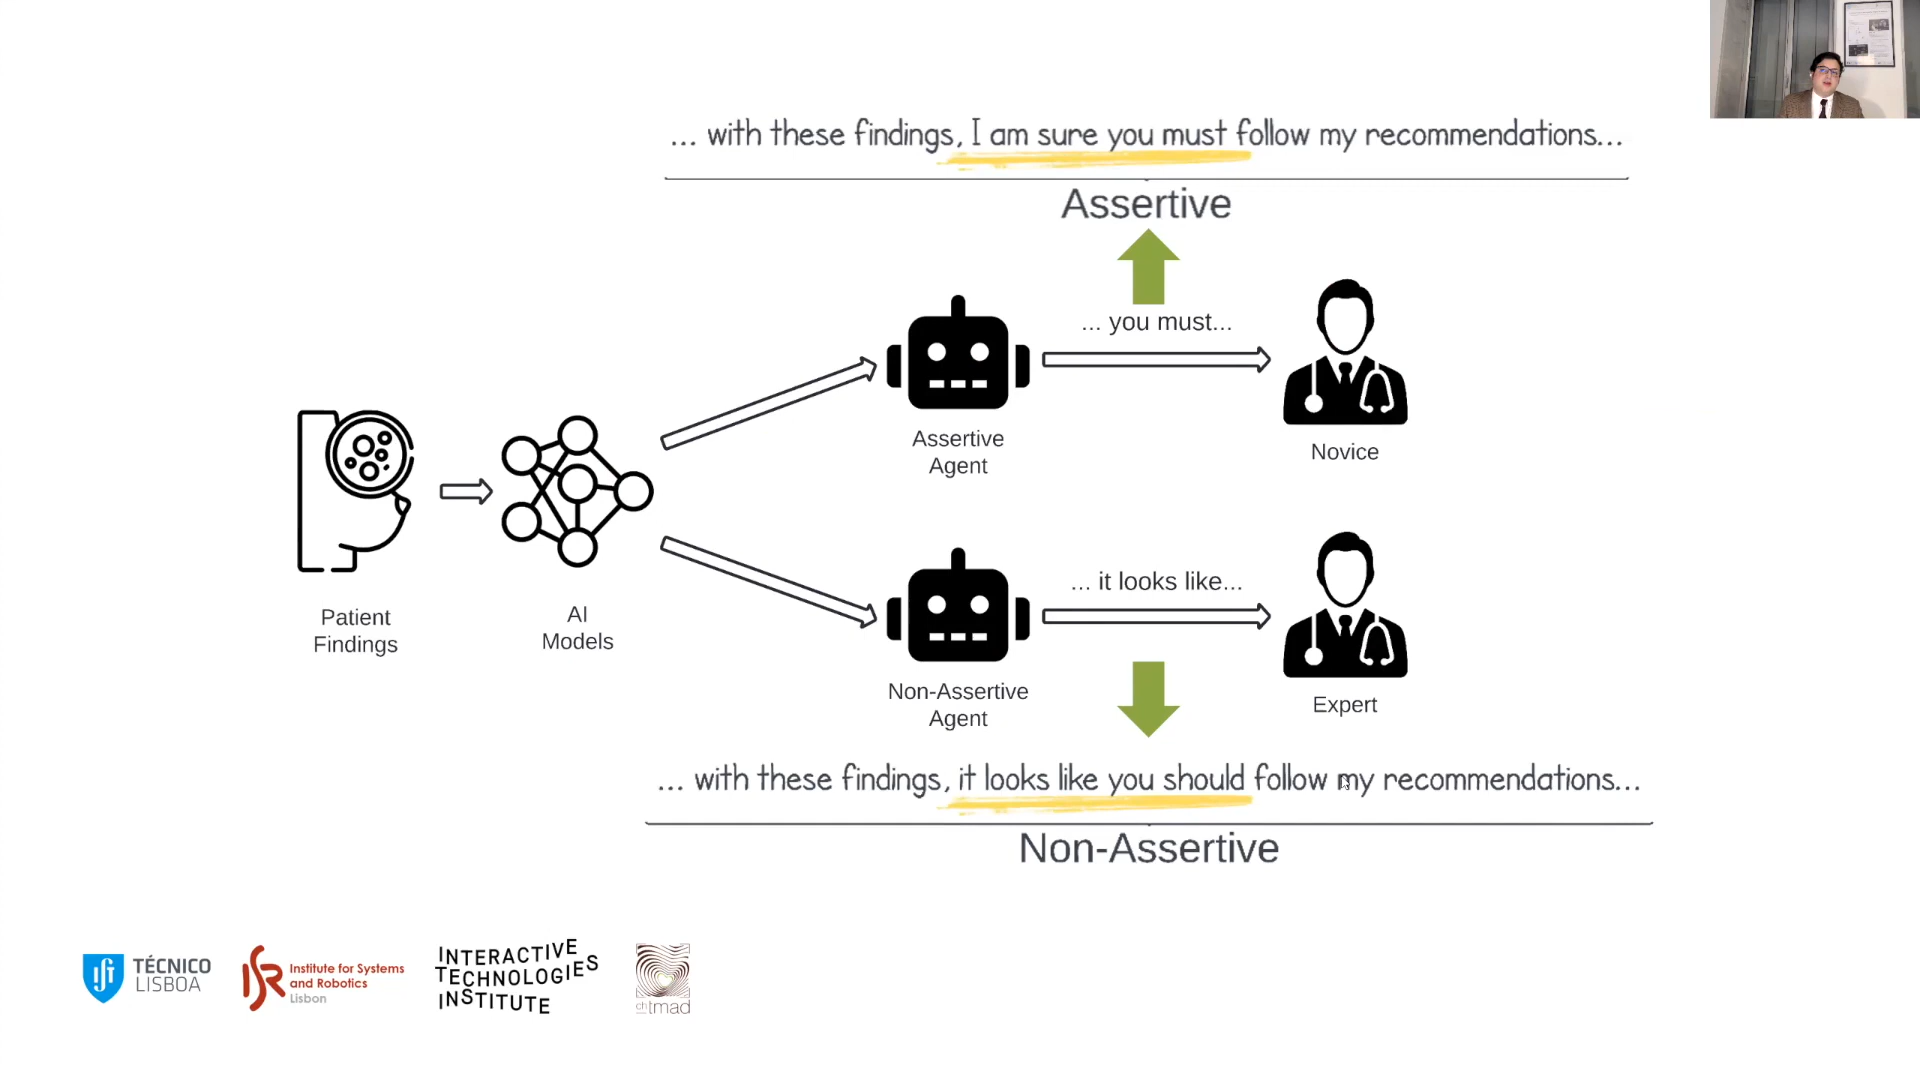 ... with these findings, I am sure you must follow my recommendations...
Assertive
... you must...
Assertive
Agent
Novice
Patient
Findings
AI
Models
... it looks like...
Non-Assertive
Agent
Expert
... with these findings, it looks like you should follow my recommendations...
Non-Assertive
TÉCNICO
LISBOA
ISR
Institute for Systems
and Robotics
Lisbon
INTERACTIVE
TECHNOLOGIES
INSTITUTE
chtmad